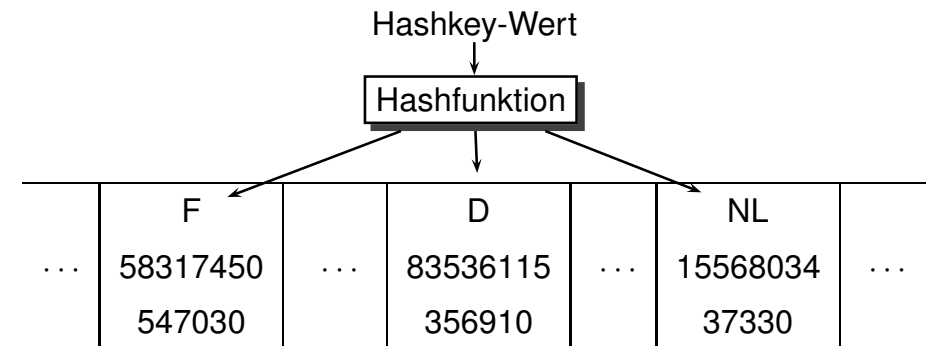 Hashkey-Wert
Hashfunktion
F D NL
... 58317450 ... 83536115 ... 15568034 ...
547030 356910 37330